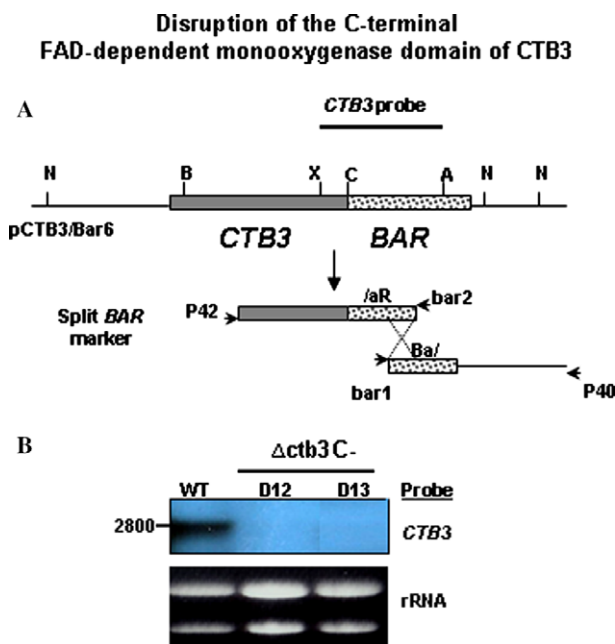 Disruption of the C-terminal
FAD-dependent monooxygenase domain of CTB3
A
CTB3 probe
N B X C A N N
pCTB3/Bar6
CTB3 BAR
Split BAR
marker
P42 /aR bar2
Ba/
bar1 P40
B
Δctb3 C-
WT D12 D13 Probe
2800 CTB3
rRNA